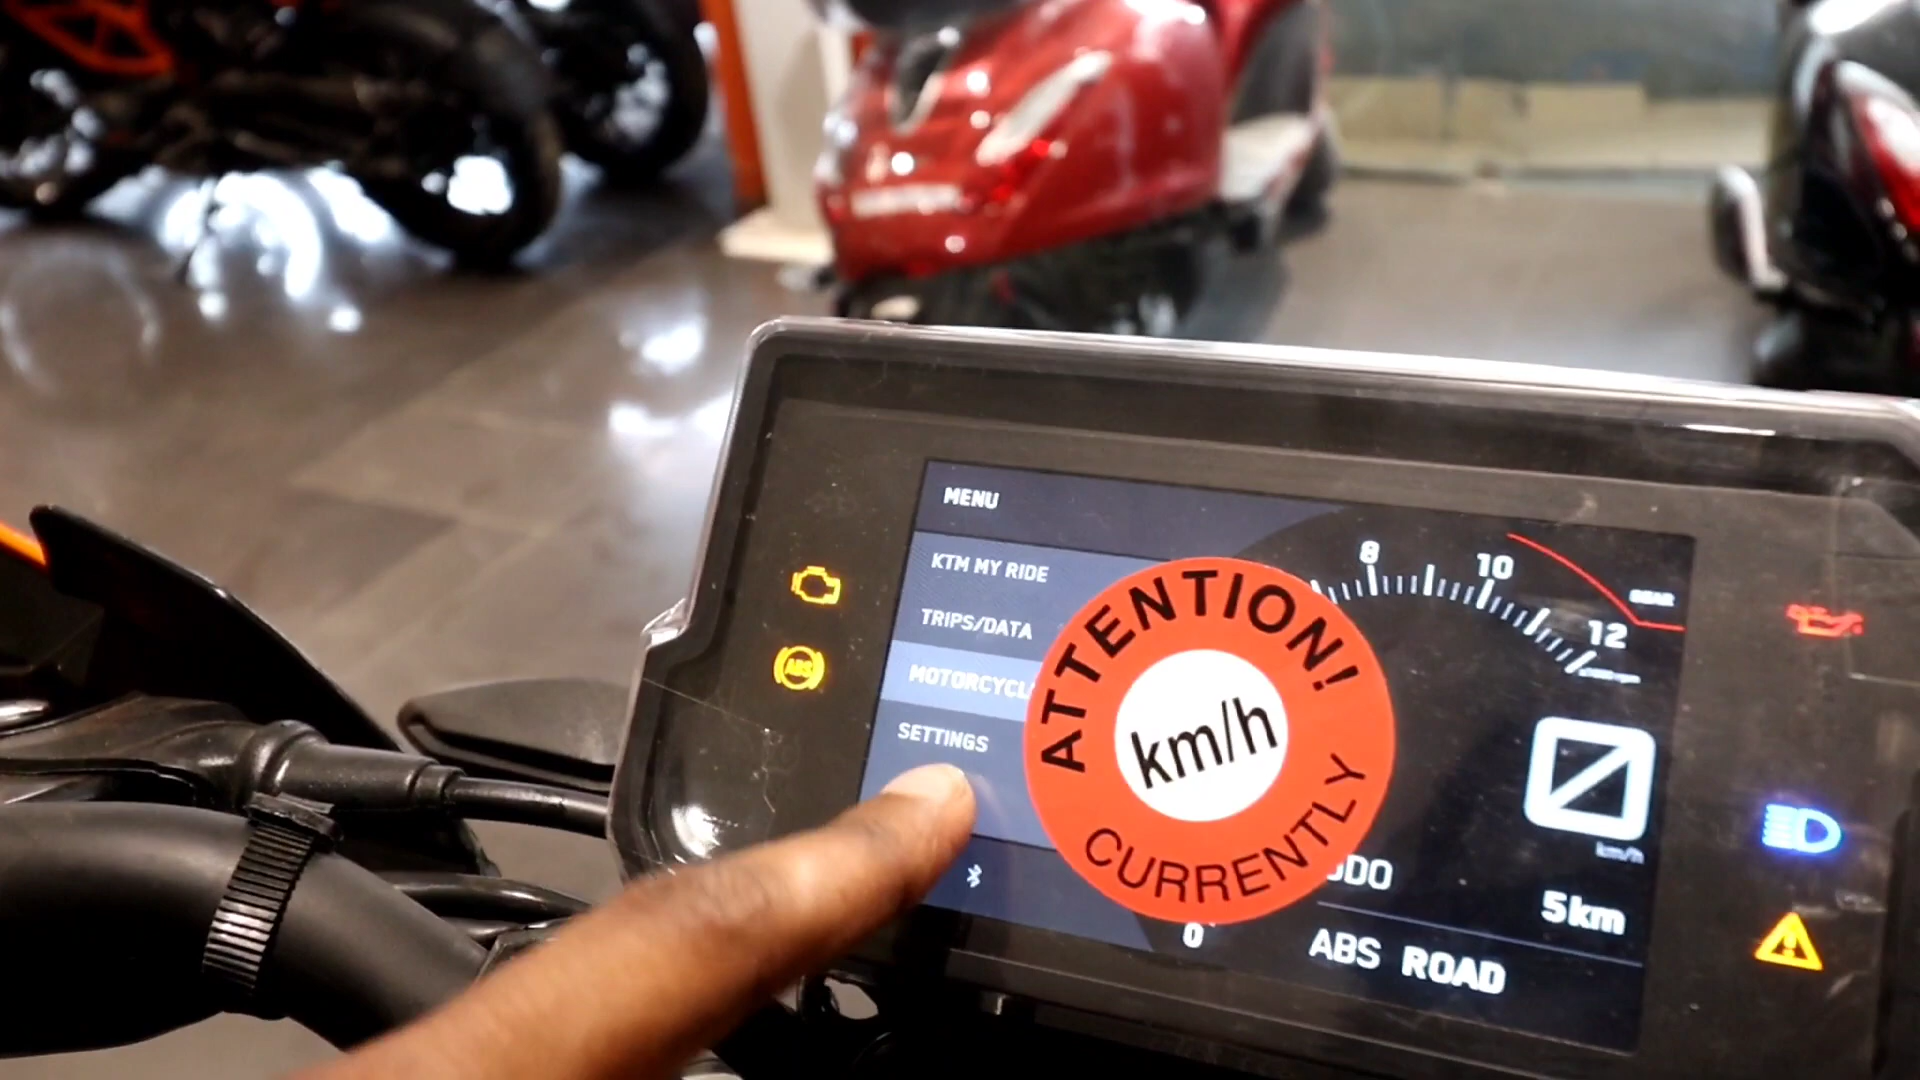 MENU
KTM MY RIDE
TRIPS/DATA
MOTORCYCL
SETTINGS
ATTENTION!
km/h
CURRENTLY
8
10
12
GEAR
km/h
ODO
5km
0
ABS ROAD
ABS